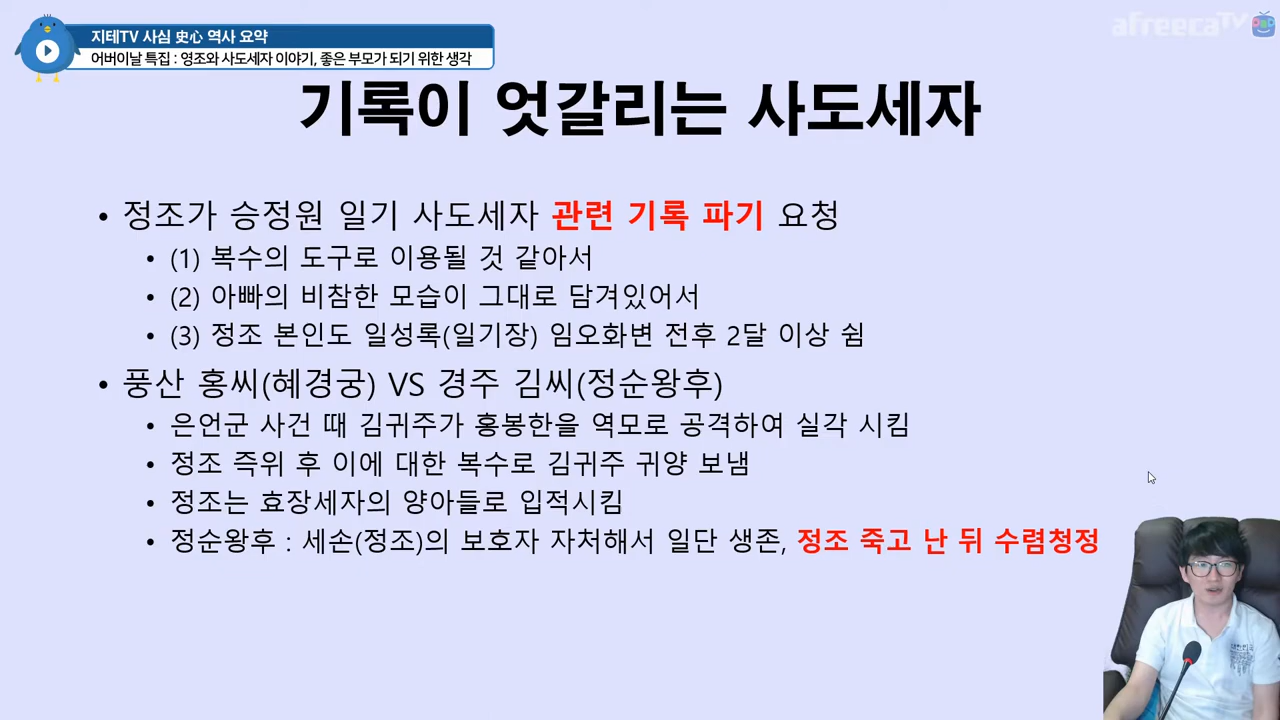 지테TV 사심 史心 역사 요약
어버이날 특집 : 영조와 사도세자 이야기, 좋은 부모가 되기 위한 생각
afreecaTV
기록이 엇갈리는 사도세자
• 정조가 승정원 일기 사도세자 관련 기록 파기 요청
• (1) 복수의 도구로 이용될 것 같아서
• (2) 아빠의 비참한 모습이 그대로 담겨있어서
• (3) 정조 본인도 일성록(일기장) 임오화변 전후 2달 이상 쉼
• 풍산 홍씨(혜경궁) VS 경주 김씨(정순왕후)
• 은언군 사건 때 김귀주가 홍봉한을 역모로 공격하여 실각 시킴
• 정조 즉위 후 이에 대한 복수로 김귀주 귀양 보냄
• 정조는 효장세자의 양아들로 입적시킴
• 정순왕후 : 세손(정조)의 보호자 자처해서 일단 생존, 정조 죽고 난 뒤 수렴청정